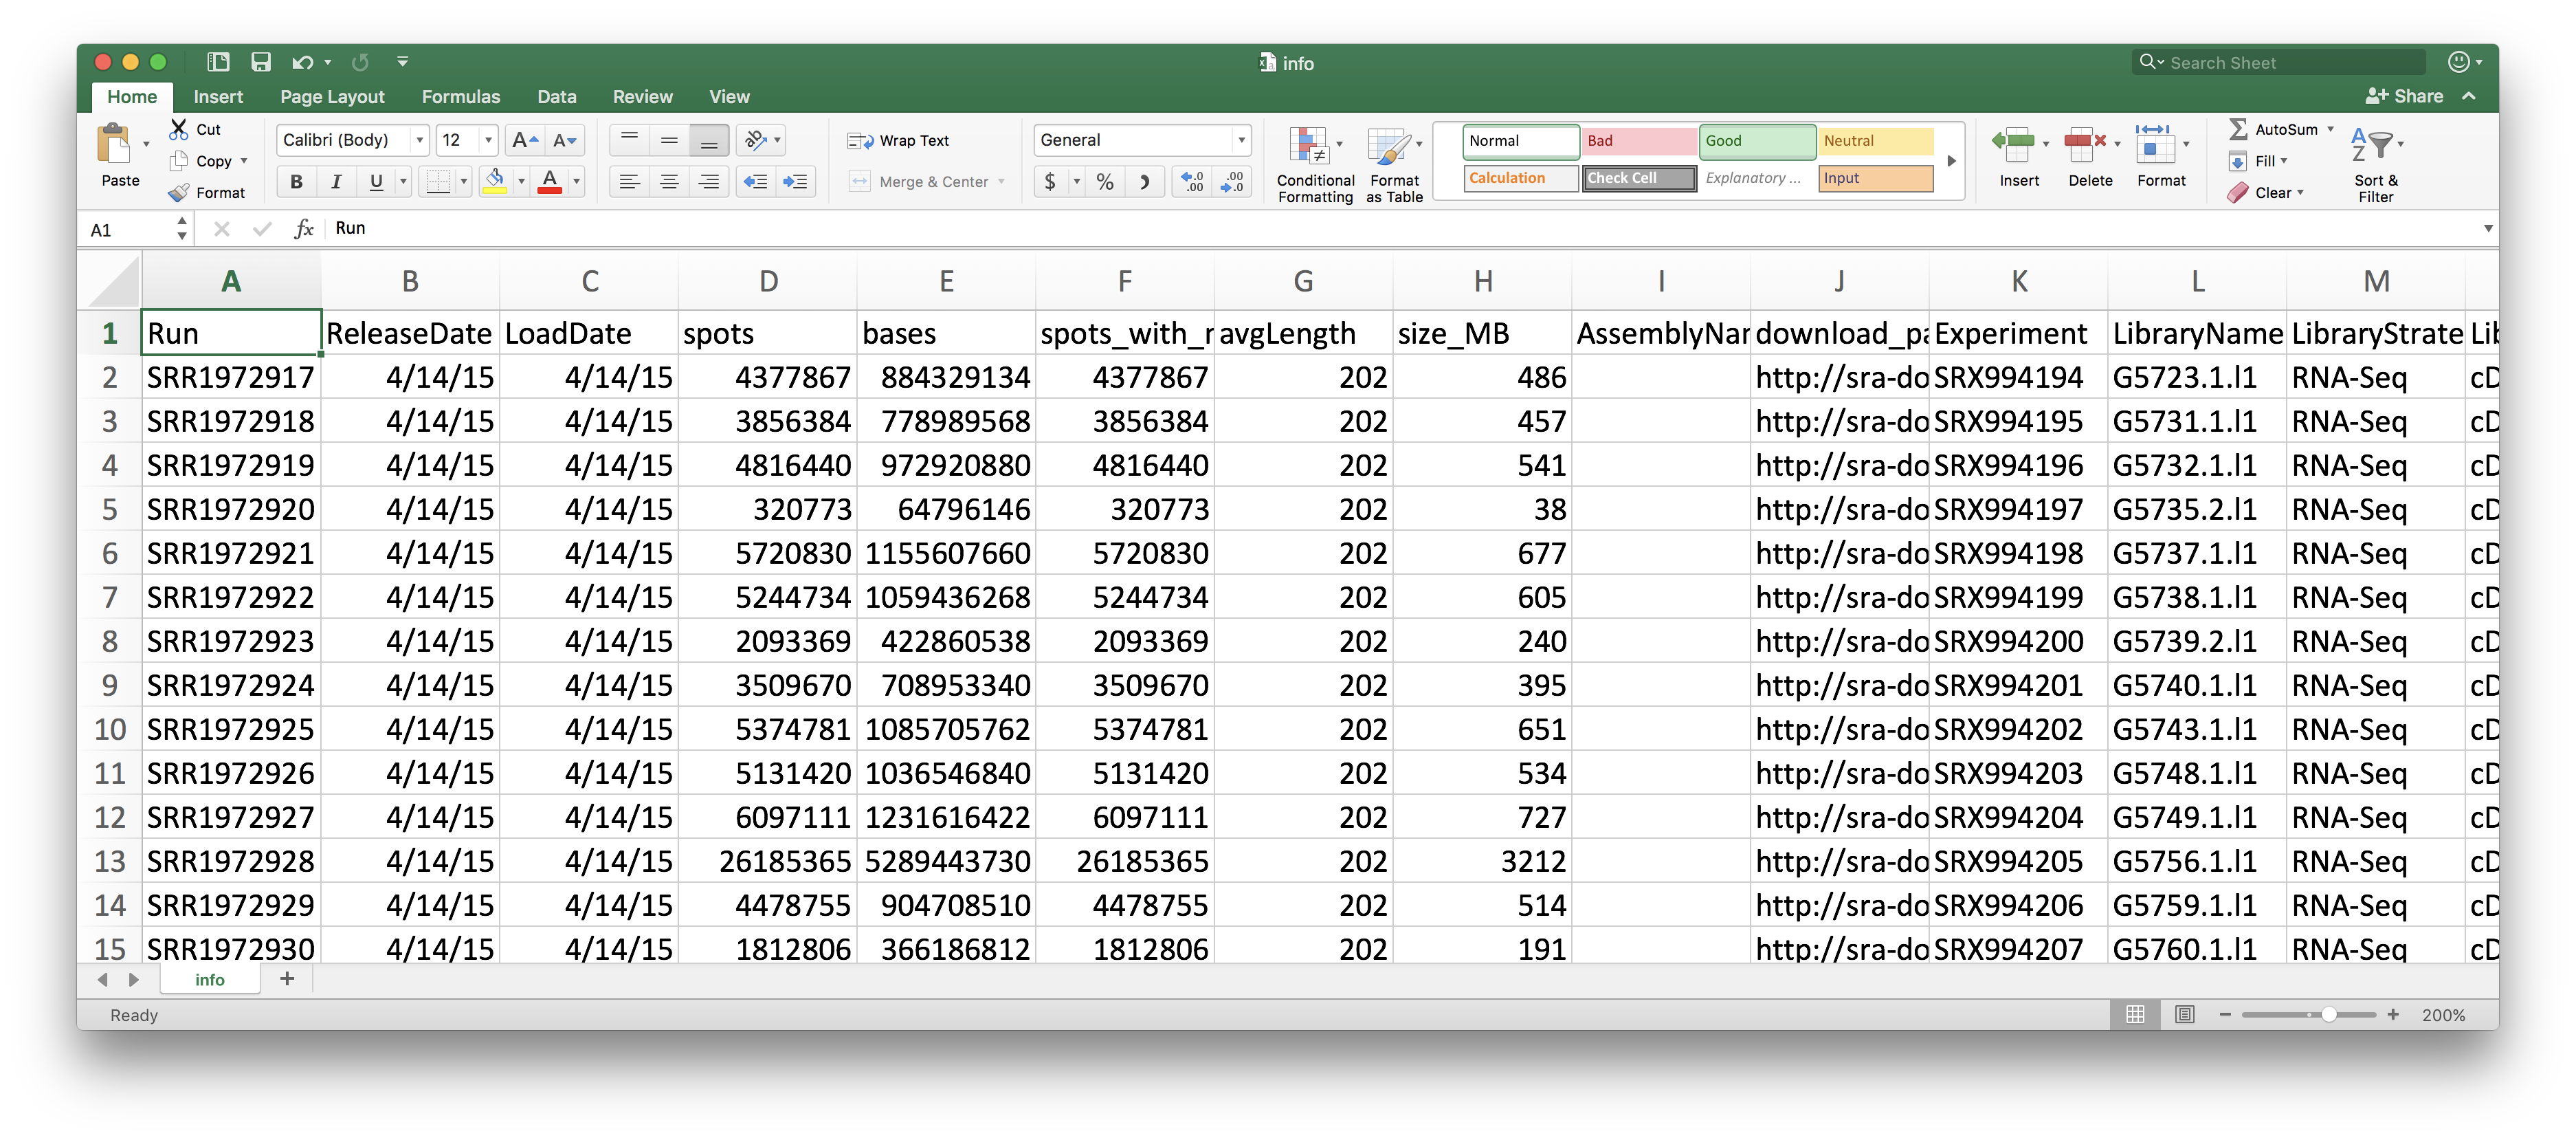 info
Search Sheet
Home Insert Page Layout Formulas Data Review View
Share
Paste
Cut
Copy
Format
Calibri (Body) 12
A A
B I U A
Wrap Text
Merge & Center
General
$ % .0 .00 .00 .0
Conditional Formatting
Format as Table
Normal Bad Good Neutral
Calculation Check Cell Explanatory ... Input
Insert Delete Format
AutoSum
Fill
Clear
A Z
Sort & Filter
A1 fx Run
A B C D E F G H I J K L M
1 Run ReleaseDate LoadDate spots bases spots_with_r avgLength size_MB AssemblyNar download_pa Experiment LibraryName LibraryStrate Lib
2 SRR1972917 4/14/15 4/14/15 4377867 884329134 4377867 202 486 http://sra-do SRX994194 G5723.1.l1 RNA-Seq cD
3 SRR1972918 4/14/15 4/14/15 3856384 778989568 3856384 202 457 http://sra-do SRX994195 G5731.1.l1 RNA-Seq cD
4 SRR1972919 4/14/15 4/14/15 4816440 972920880 4816440 202 541 http://sra-do SRX994196 G5732.1.l1 RNA-Seq cD
5 SRR1972920 4/14/15 4/14/15 320773 64796146 320773 202 38 http://sra-do SRX994197 G5735.2.l1 RNA-Seq cD
6 SRR1972921 4/14/15 4/14/15 5720830 1155607660 5720830 202 677 http://sra-do SRX994198 G5737.1.l1 RNA-Seq cD
7 SRR1972922 4/14/15 4/14/15 5244734 1059436268 5244734 202 605 http://sra-do SRX994199 G5738.1.l1 RNA-Seq cD
8 SRR1972923 4/14/15 4/14/15 2093369 422860538 2093369 202 240 http://sra-do SRX994200 G5739.2.l1 RNA-Seq cD
9 SRR1972924 4/14/15 4/14/15 3509670 708953340 3509670 202 395 http://sra-do SRX994201 G5740.1.l1 RNA-Seq cD
10 SRR1972925 4/14/15 4/14/15 5374781 1085705762 5374781 202 651 http://sra-do SRX994202 G5743.1.l1 RNA-Seq cD
11 SRR1972926 4/14/15 4/14/15 5131420 1036546840 5131420 202 534 http://sra-do SRX994203 G5748.1.l1 RNA-Seq cD
12 SRR1972927 4/14/15 4/14/15 6097111 1231616422 6097111 202 727 http://sra-do SRX994204 G5749.1.l1 RNA-Seq cD
13 SRR1972928 4/14/15 4/14/15 26185365 5289443730 26185365 202 3212 http://sra-do SRX994205 G5756.1.l1 RNA-Seq cD
14 SRR1972929 4/14/15 4/14/15 4478755 904708510 4478755 202 514 http://sra-do SRX994206 G5759.1.l1 RNA-Seq cD
15 SRR1972930 4/14/15 4/14/15 1812806 366186812 1812806 202 191 http://sra-do SRX994207 G5760.1.l1 RNA-Seq cD
info
Ready 200%